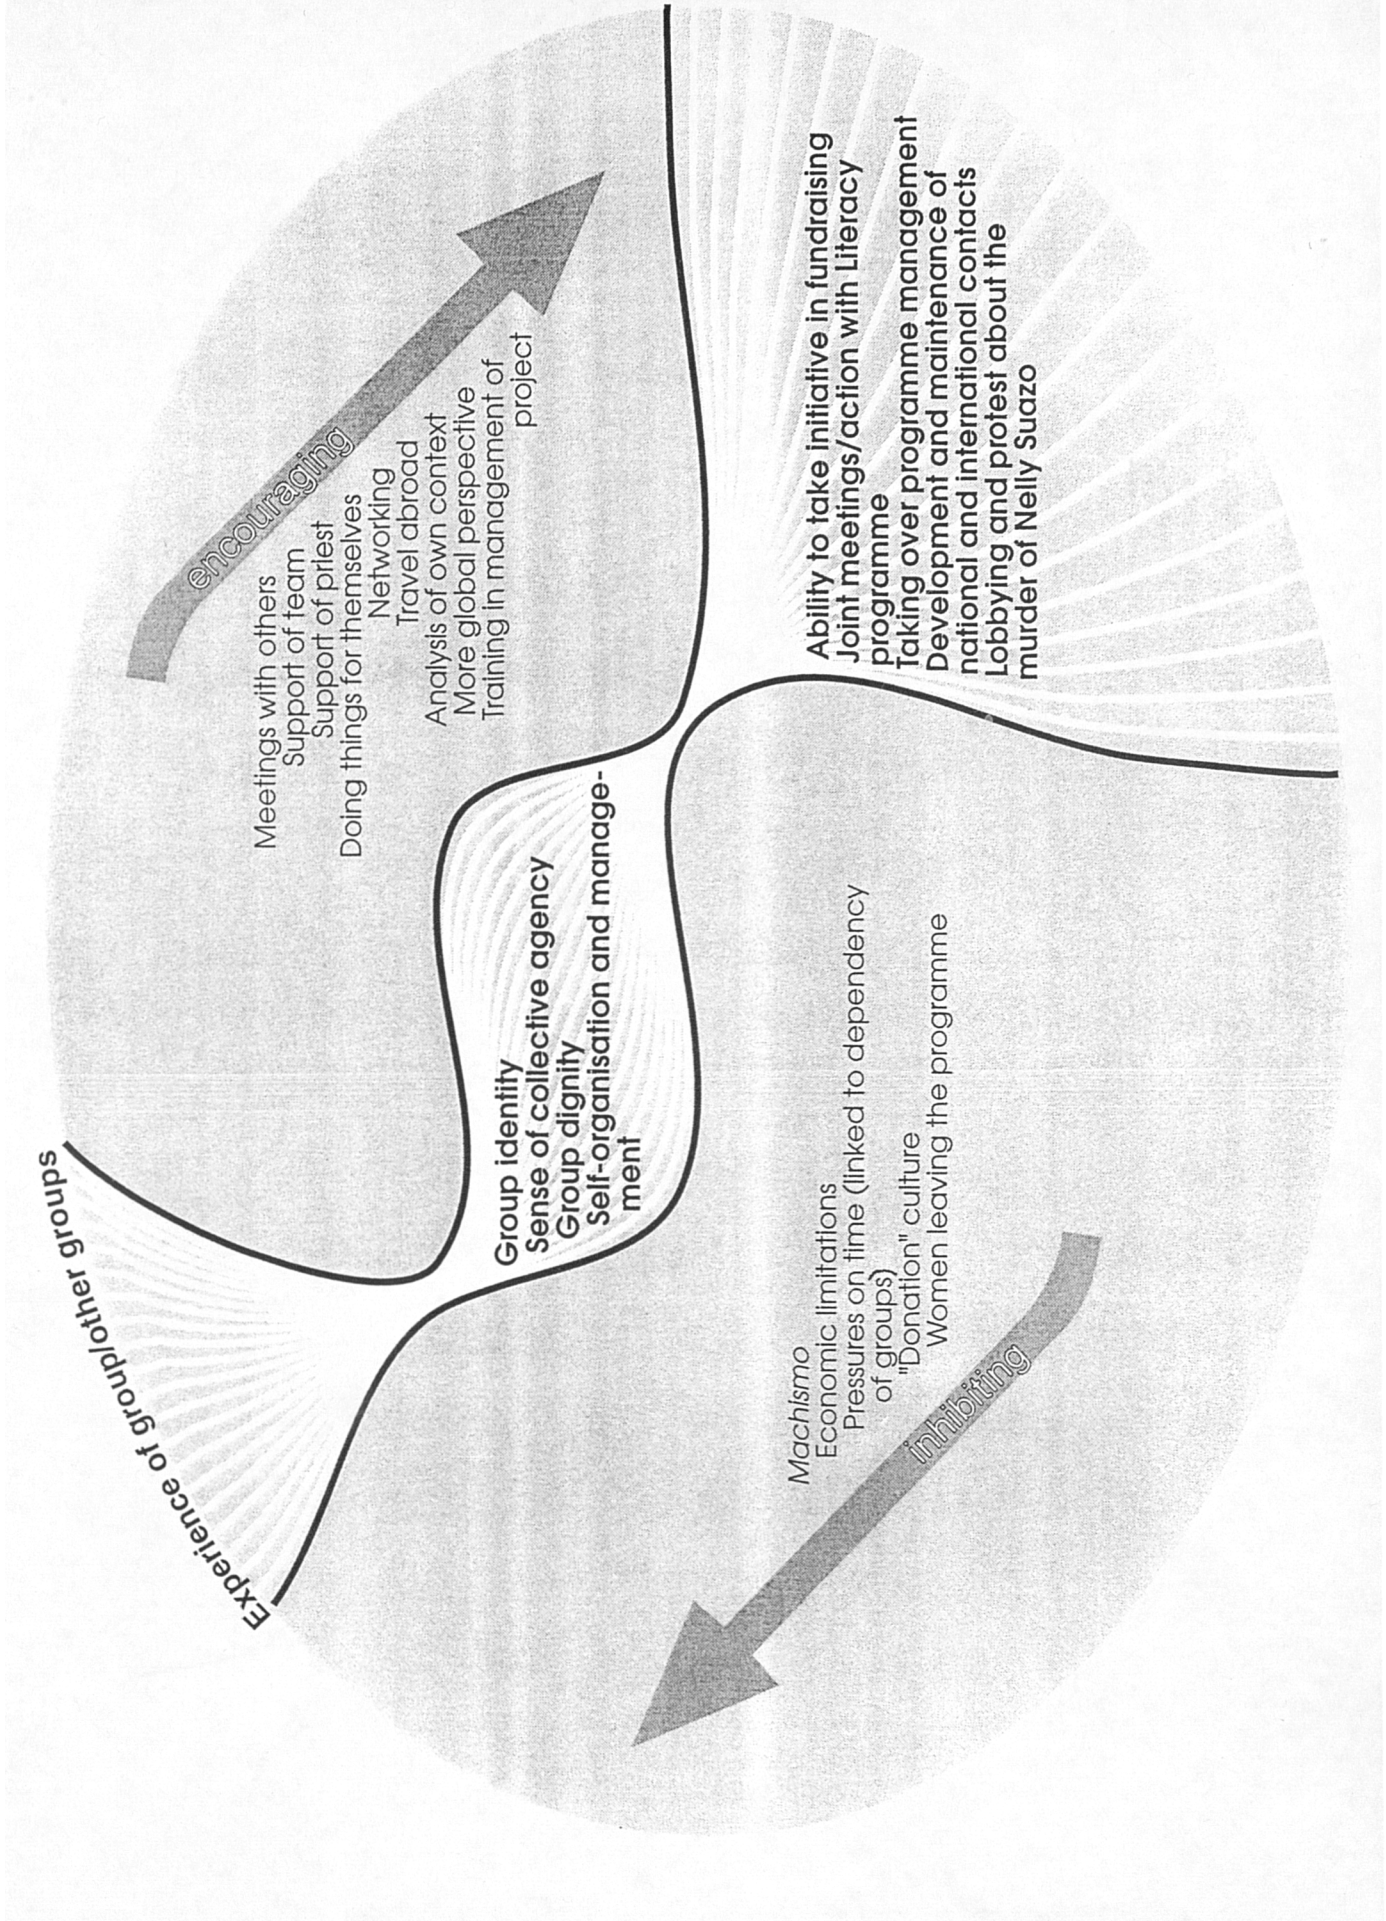 Experience of group/other groups
encouraging
Meetings with others
Support of team
Support of priest
Doing things for themselves
Networking
Travel abroad
Analysis of own context
More global perspective
Training in management of
project
Group identity
Sense of collective agency
Group dignity
Self-organisation and manage-
ment
Machismo
Economic limitations
Pressures on time (linked to dependency
of groups)
"Donation" culture
Women leaving the programme
inhibiting
Ability to take initiative in fundraising
Joint meetings/action with Literacy
programme
Taking over programme management
Development and maintenance of
national and international contacts
Lobbying and protest about the
murder of Nelly Suazo